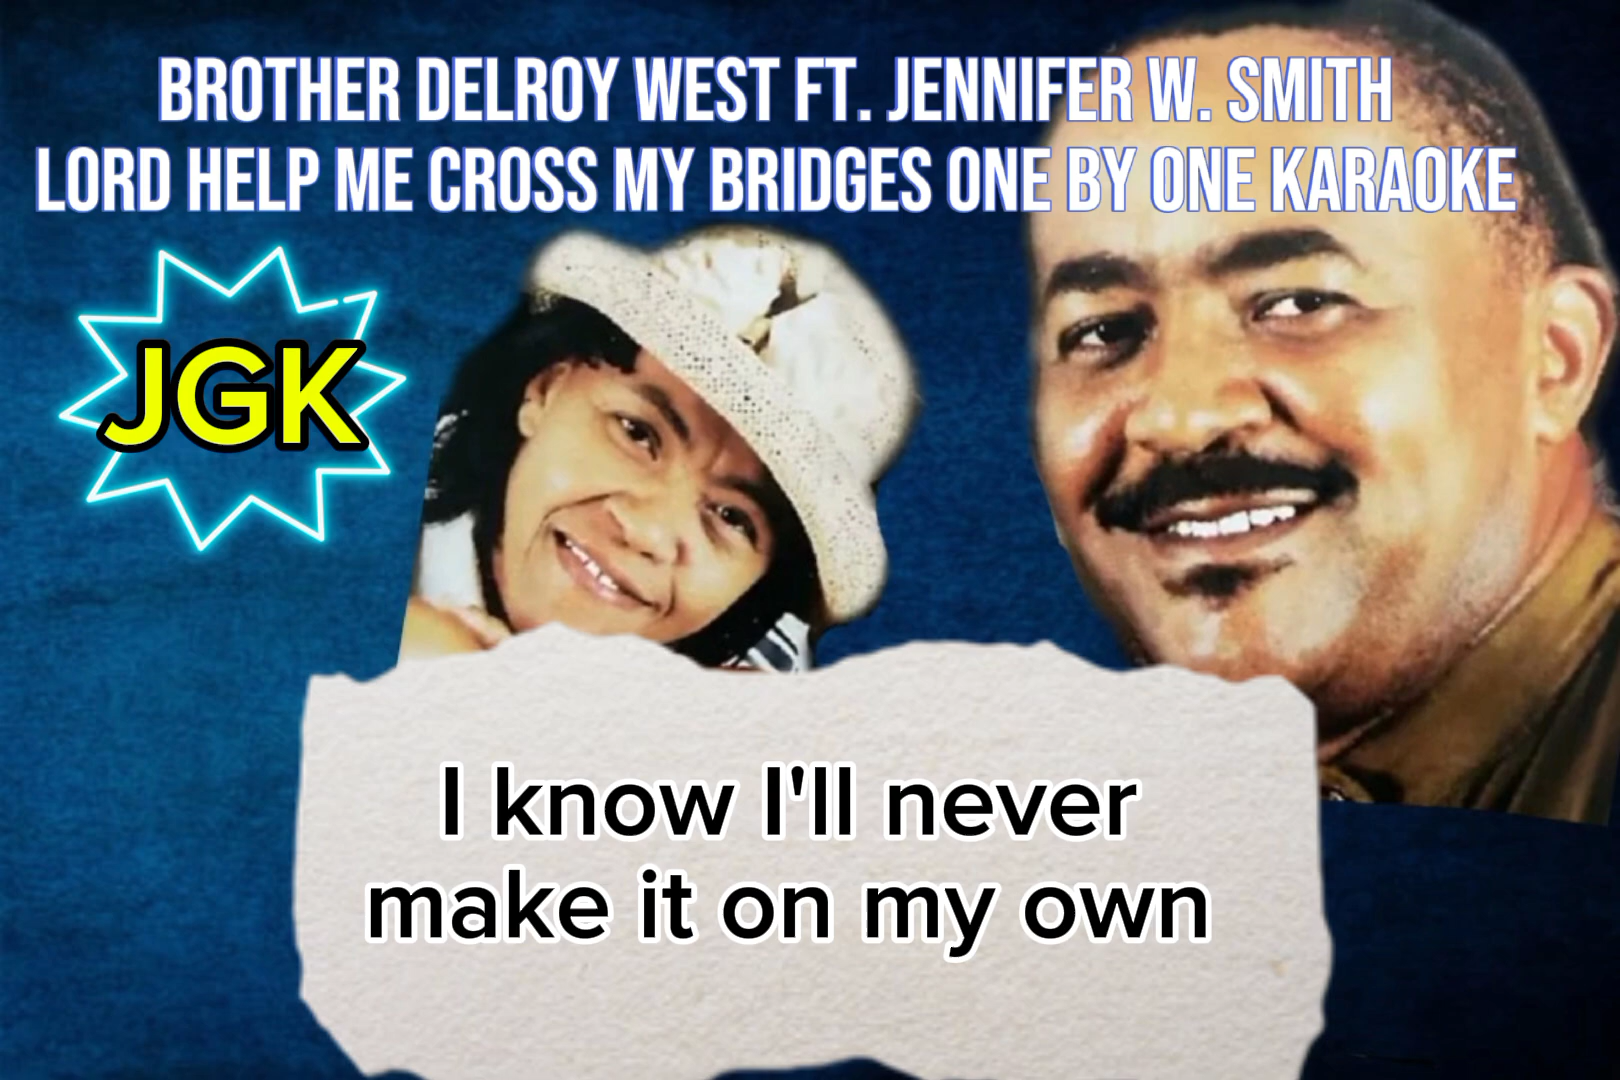 BROTHER DELROY WEST FT. JENNIFER W. SMITH
LORD HELP ME CROSS MY BRIDGES ONE BY ONE KARAOKE
JGK
I know I'll never
make it on my own